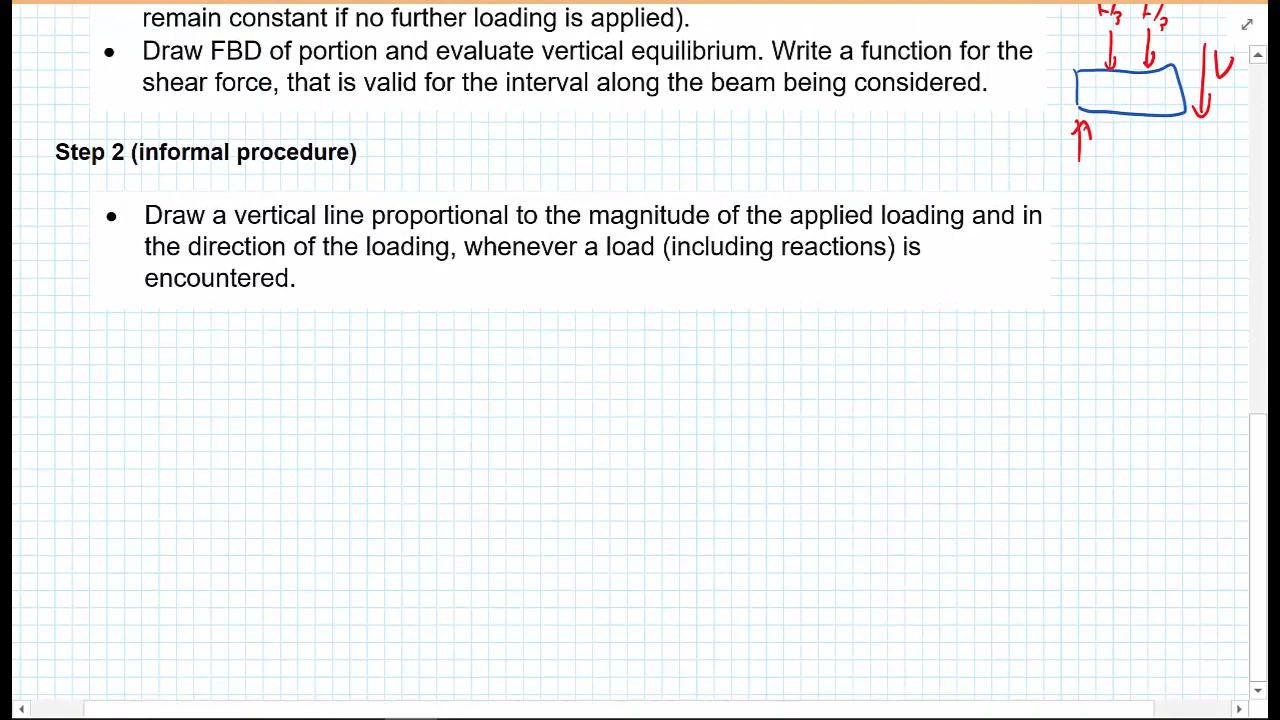 remain constant if no further loading is applied).
• Draw FBD of portion and evaluate vertical equilibrium. Write a function for the
shear force, that is valid for the interval along the beam being considered.
V
Step 2 (informal procedure)
• Draw a vertical line proportional to the magnitude of the applied loading and in
the direction of the loading, whenever a load (including reactions) is
encountered.